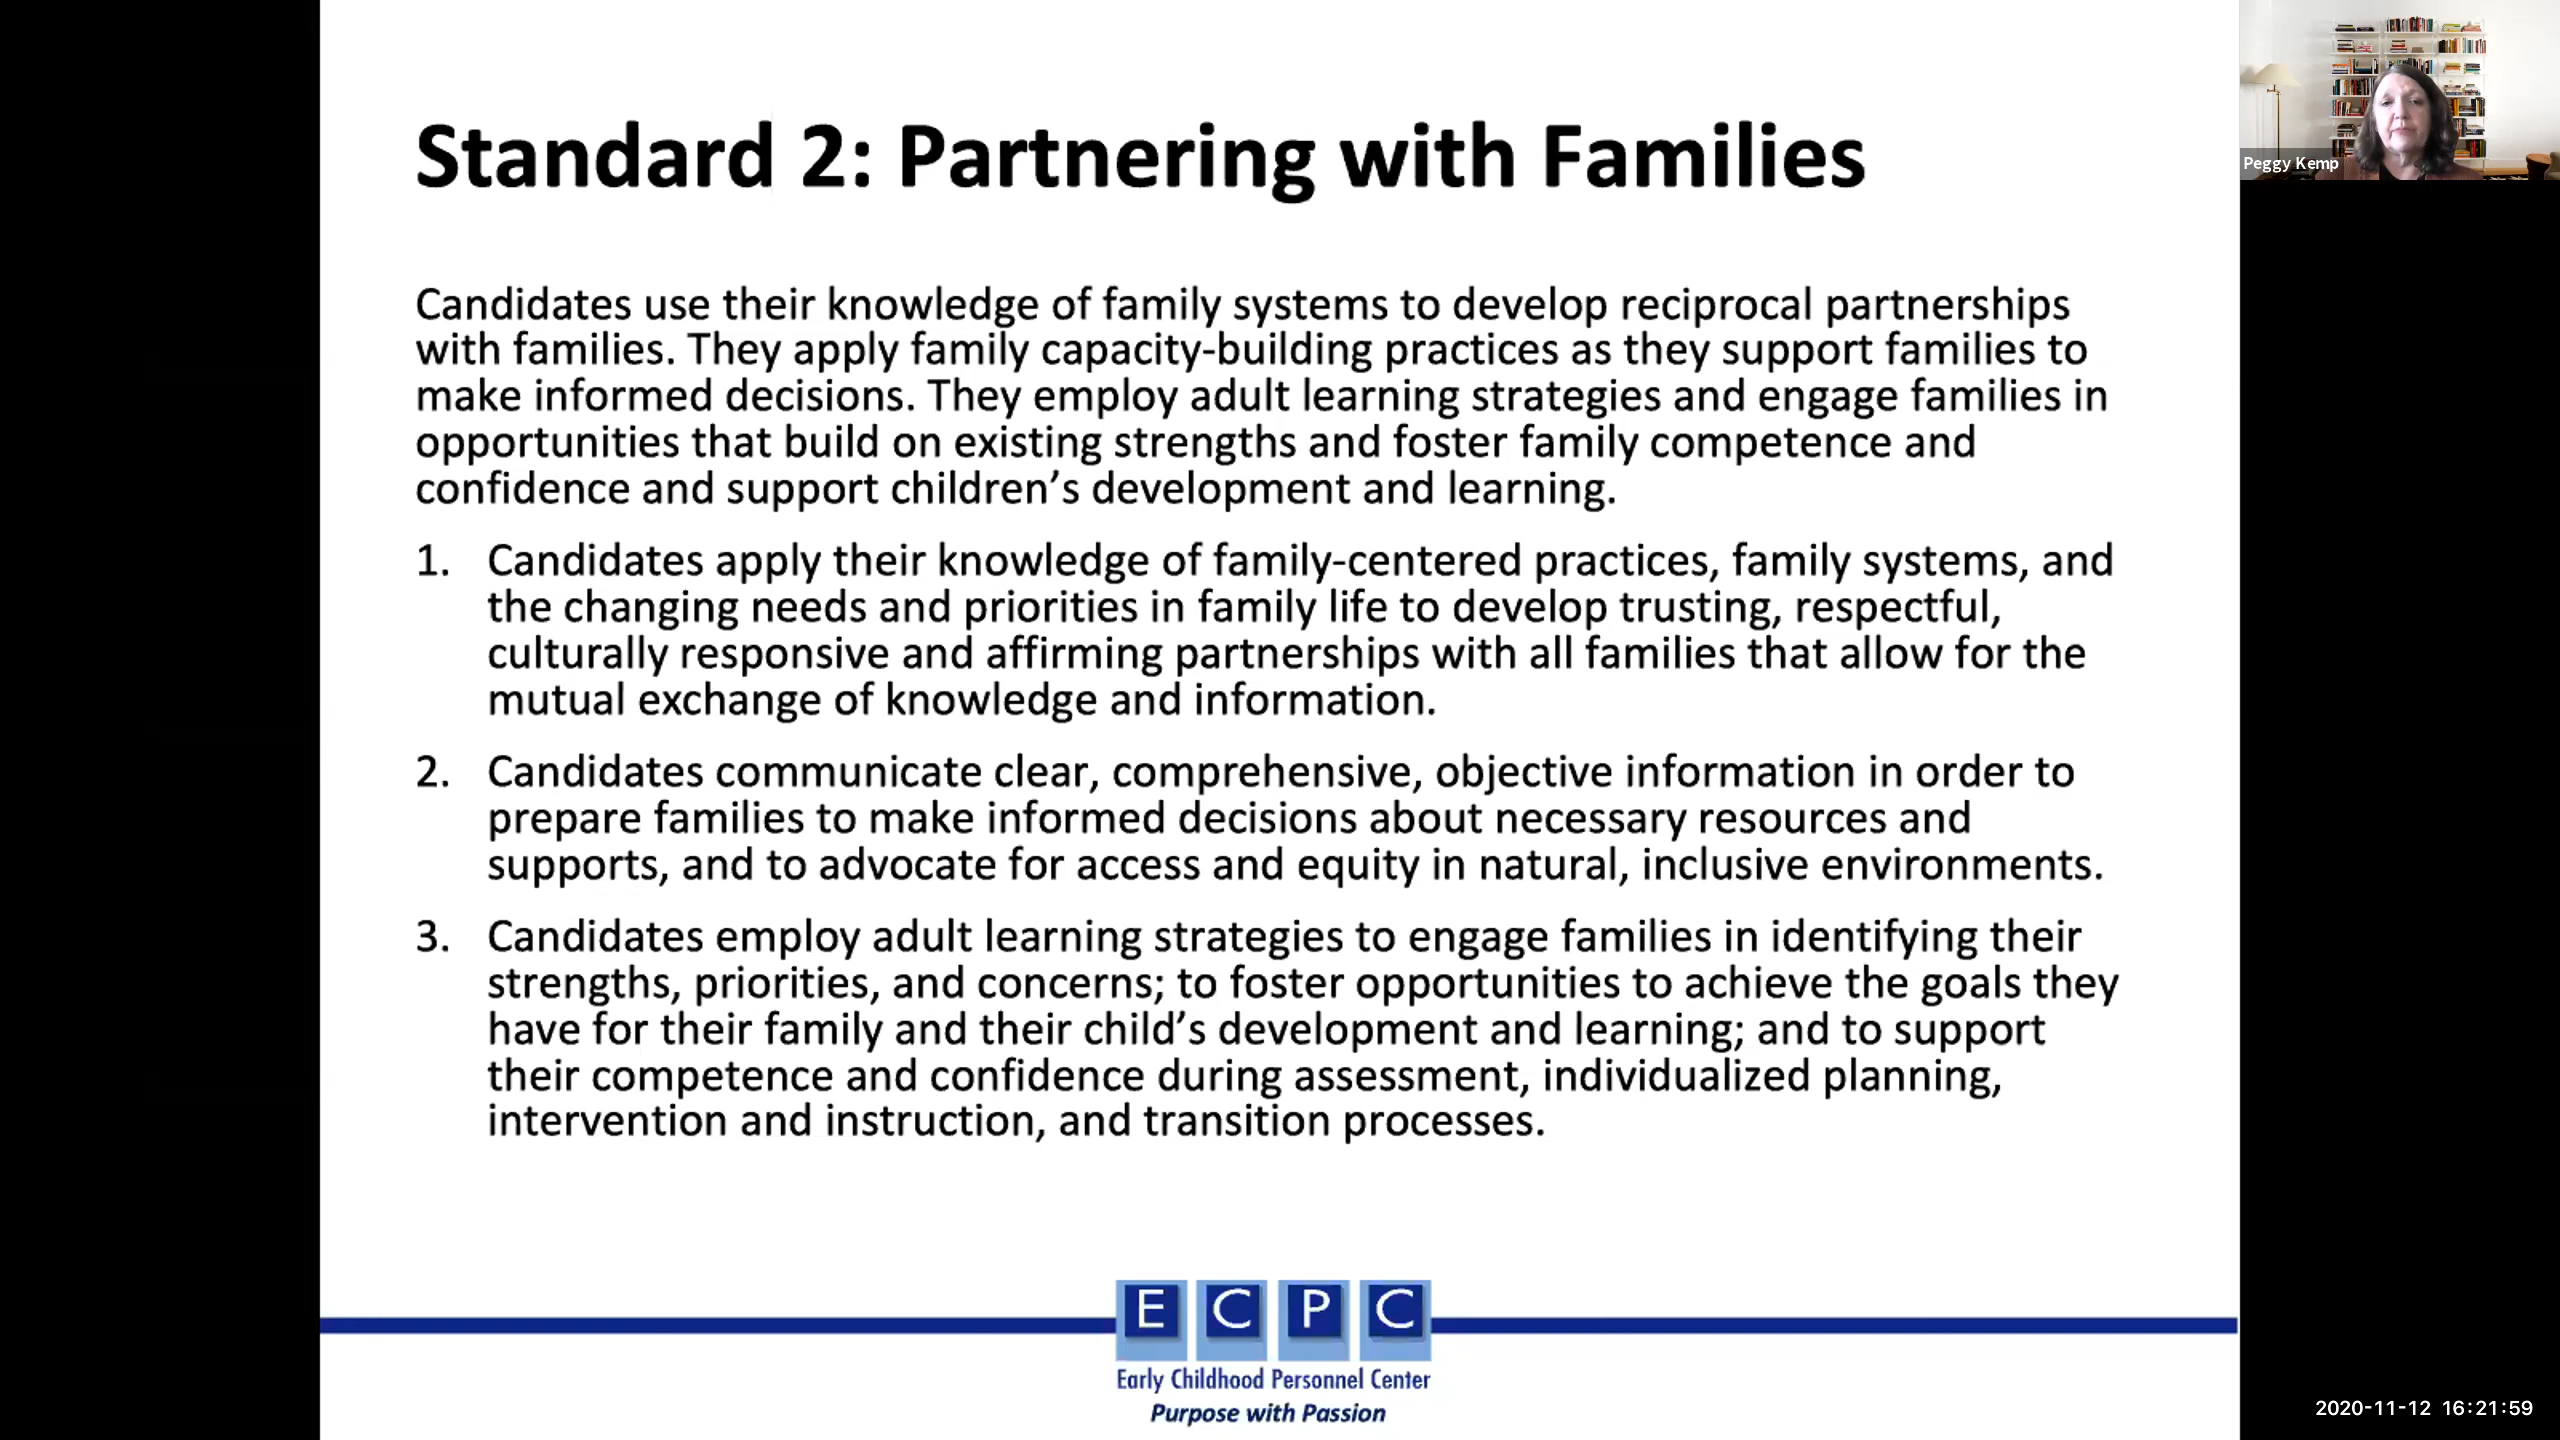 Standard 2: Partnering with Families
Peggy Kemp
Candidates use their knowledge of family systems to develop reciprocal partnerships
with families. They apply family capacity-building practices as they support families to
make informed decisions. They employ adult learning strategies and engage families in
opportunities that build on existing strengths and foster family competence and
confidence and support children’s development and learning.
1. Candidates apply their knowledge of family-centered practices, family systems, and
the changing needs and priorities in family life to develop trusting, respectful,
culturally responsive and affirming partnerships with all families that allow for the
mutual exchange of knowledge and information.
2. Candidates communicate clear, comprehensive, objective information in order to
prepare families to make informed decisions about necessary resources and
supports, and to advocate for access and equity in natural, inclusive environments.
3. Candidates employ adult learning strategies to engage families in identifying their
strengths, priorities, and concerns; to foster opportunities to achieve the goals they
have for their family and their child’s development and learning; and to support
their competence and confidence during assessment, individualized planning,
intervention and instruction, and transition processes.
E C P C
Early Childhood Personnel Center
Purpose with Passion
2020-11-12 16:21:59